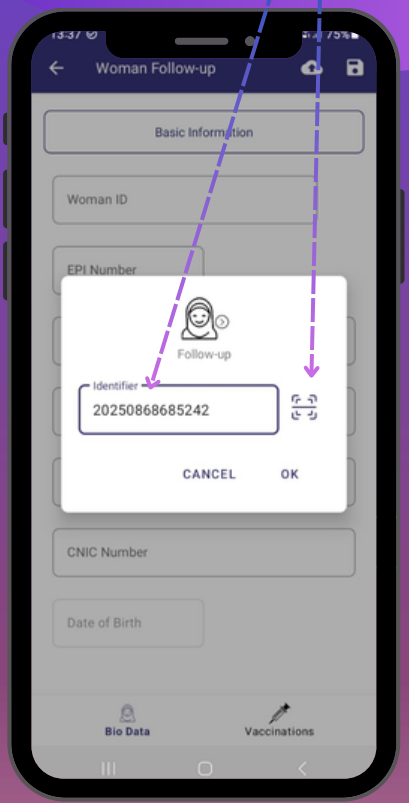 13:37 75%
Woman Follow-up
Basic Information
Woman ID
EPI Number
Follow-up
Identifier
20250868685242
CANCEL OK
CNIC Number
Date of Birth
Bio Data Vaccinations